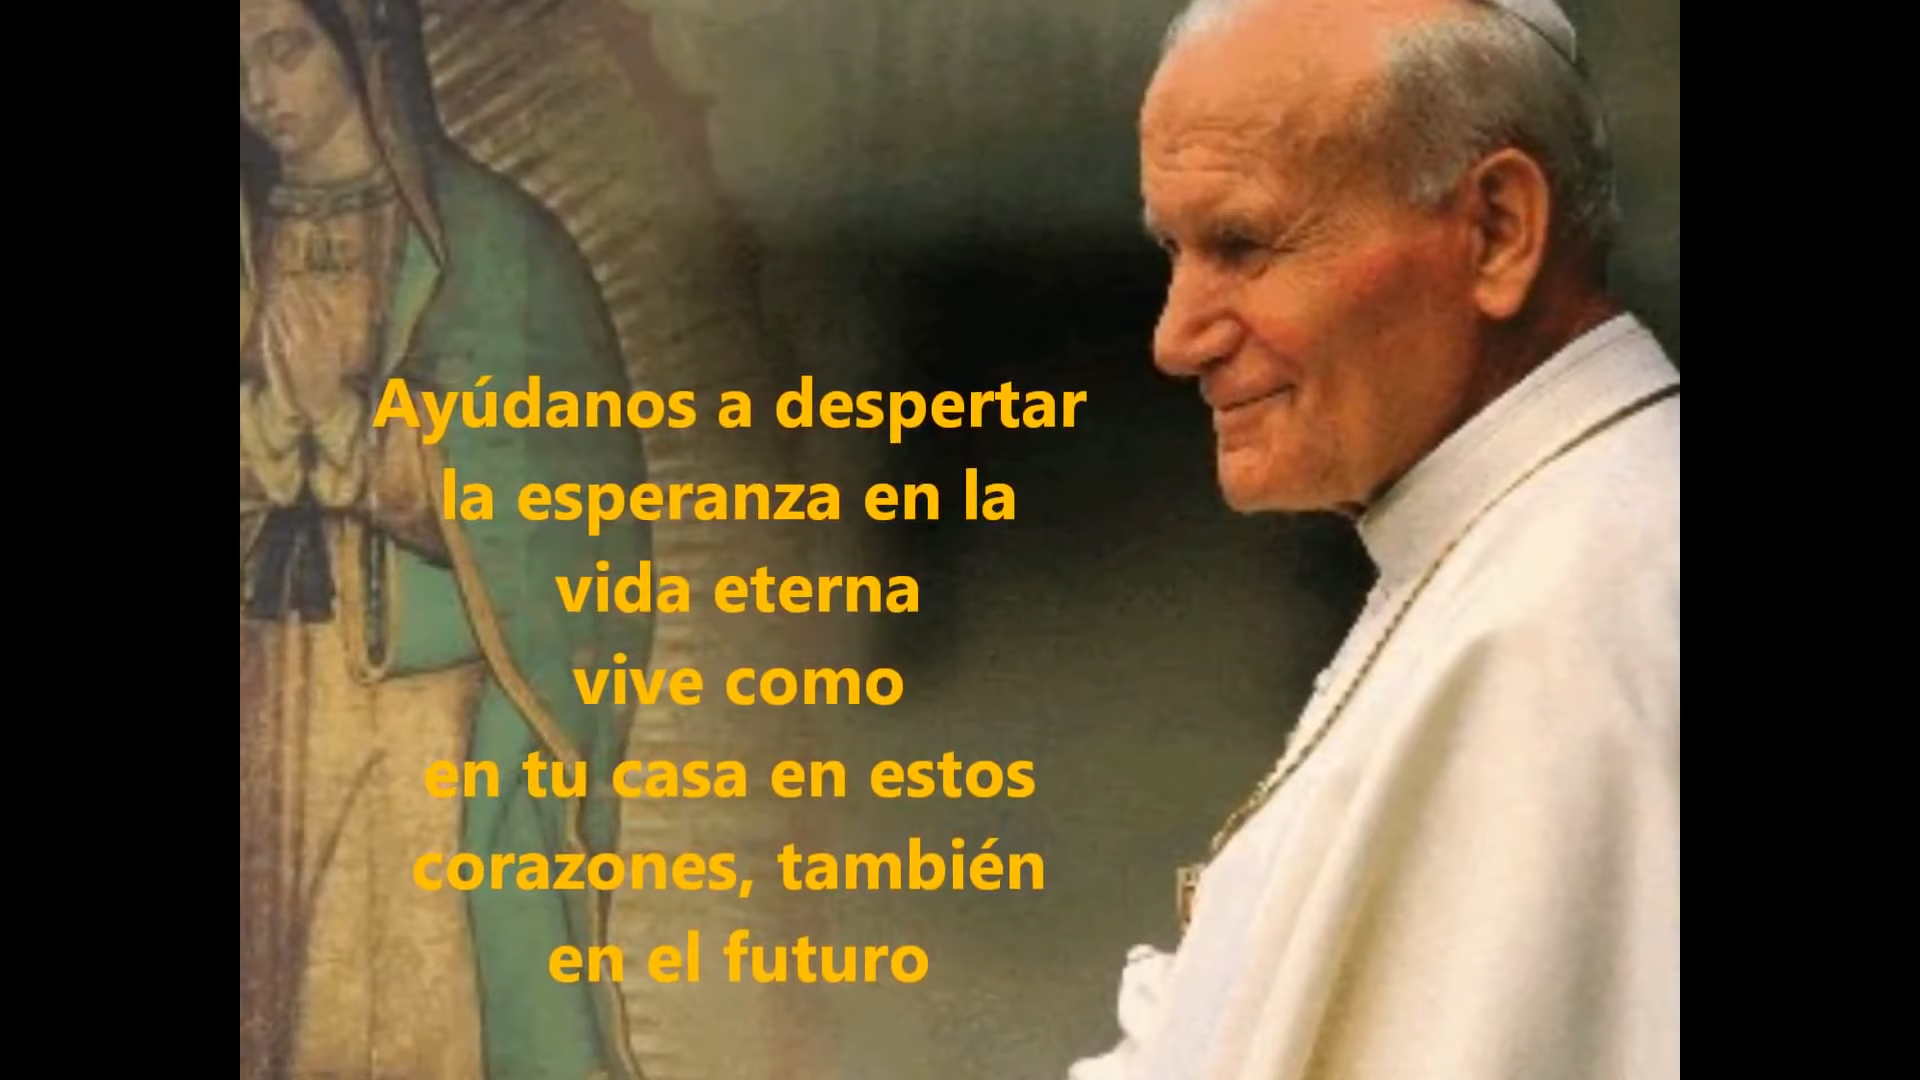 Ayúdanos a despertar
la esperanza en la
vida eterna
vive como
en tu casa en estos
corazones, también
en el futuro